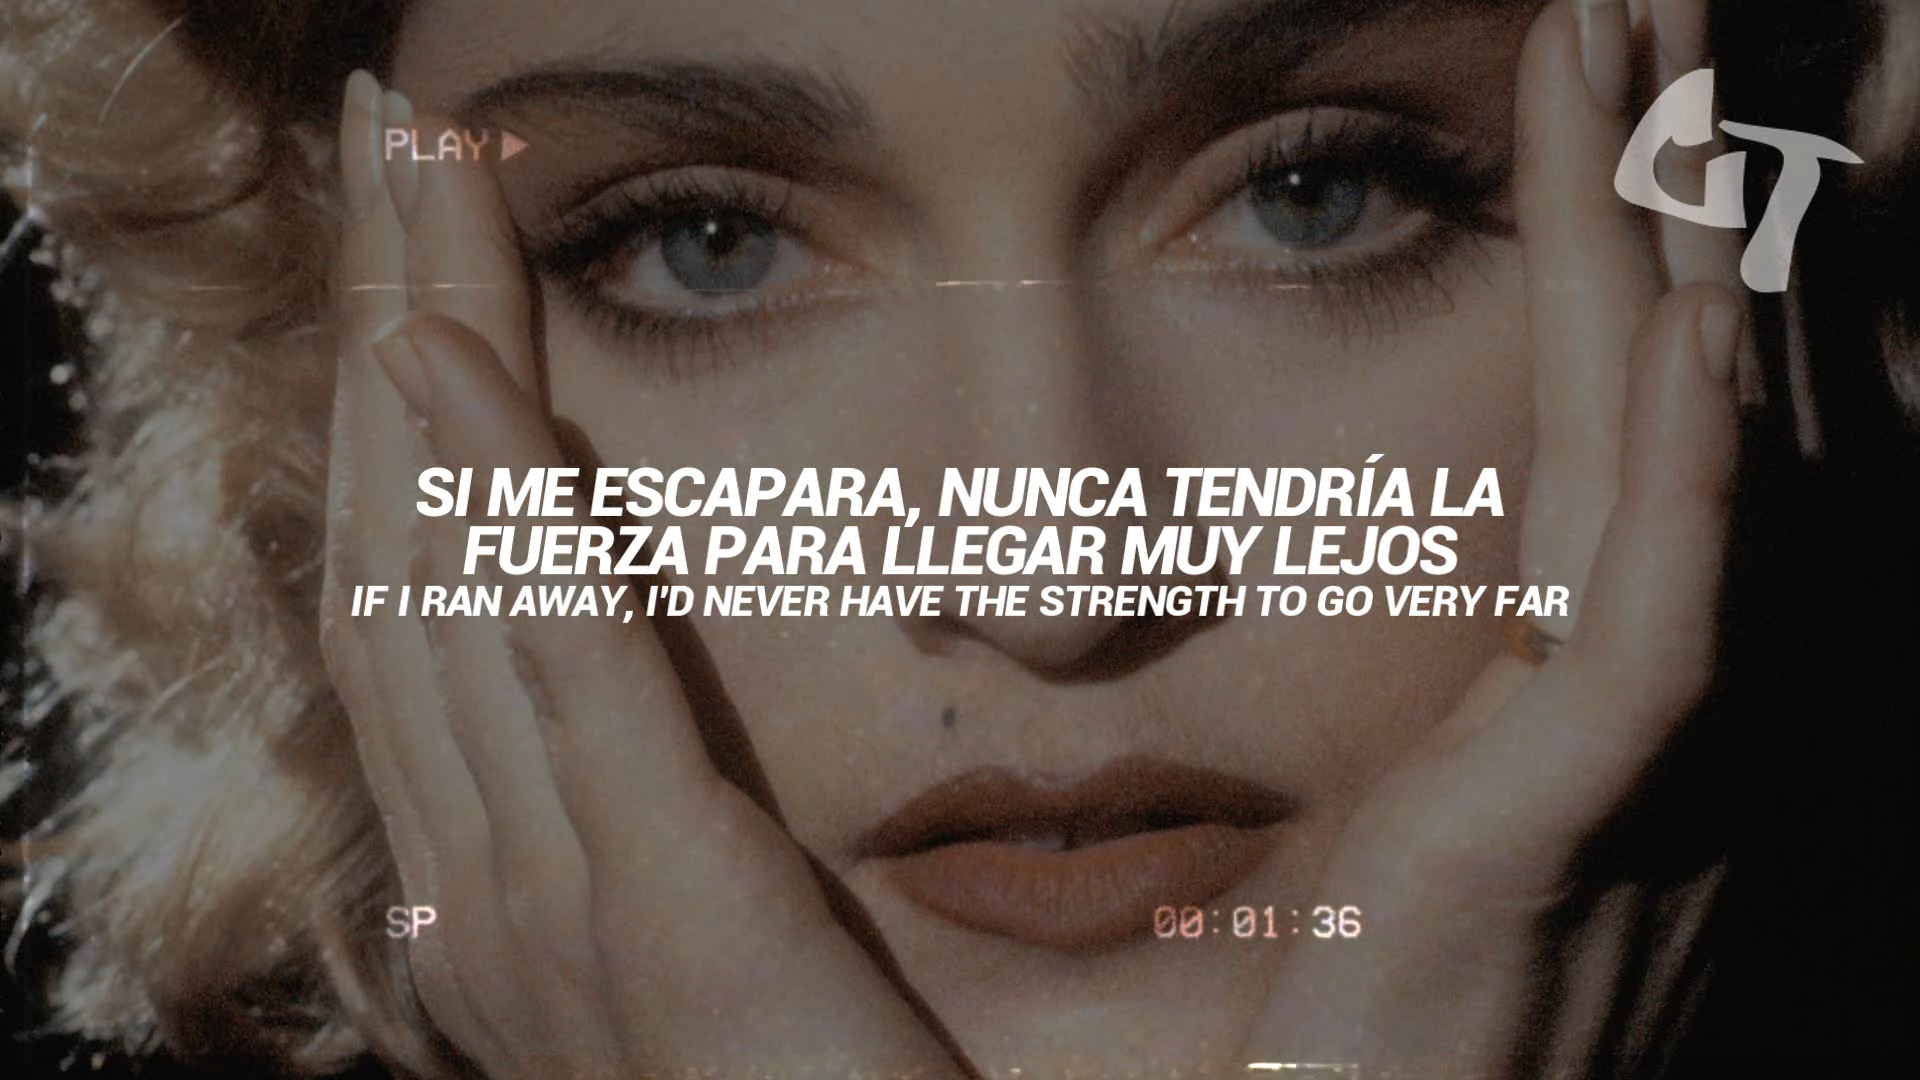 PLAY
GT
SI ME ESCAPARA, NUNCA TENDRÍA LA
FUERZA PARA LLEGAR MUY LEJOS
IF I RAN AWAY, I'D NEVER HAVE THE STRENGTH TO GO VERY FAR
SP
00:01:36